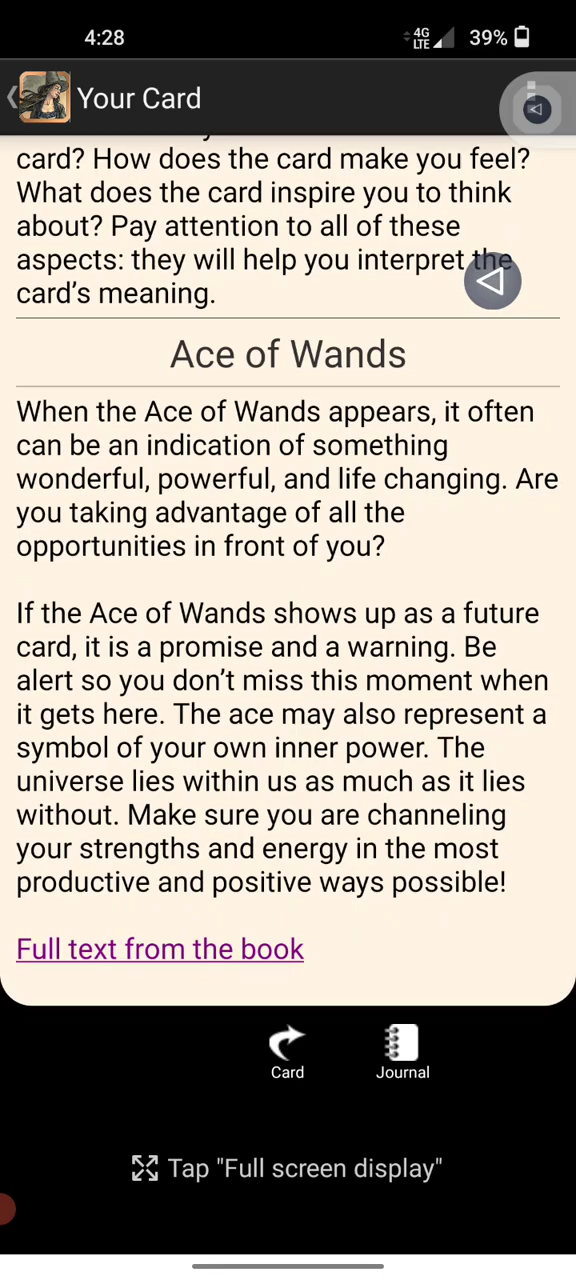 4:28
4G
LTE
39%
Your Card
card? How does the card make you feel?
What does the card inspire you to think
about? Pay attention to all of these
aspects: they will help you interpret the
card’s meaning.
Ace of Wands
When the Ace of Wands appears, it often
can be an indication of something
wonderful, powerful, and life changing. Are
you taking advantage of all the
opportunities in front of you?
If the Ace of Wands shows up as a future
card, it is a promise and a warning. Be
alert so you don’t miss this moment when
it gets here. The ace may also represent a
symbol of your own inner power. The
universe lies within us as much as it lies
without. Make sure you are channeling
your strengths and energy in the most
productive and positive ways possible!
Full text from the book
Card
Journal
Tap "Full screen display"